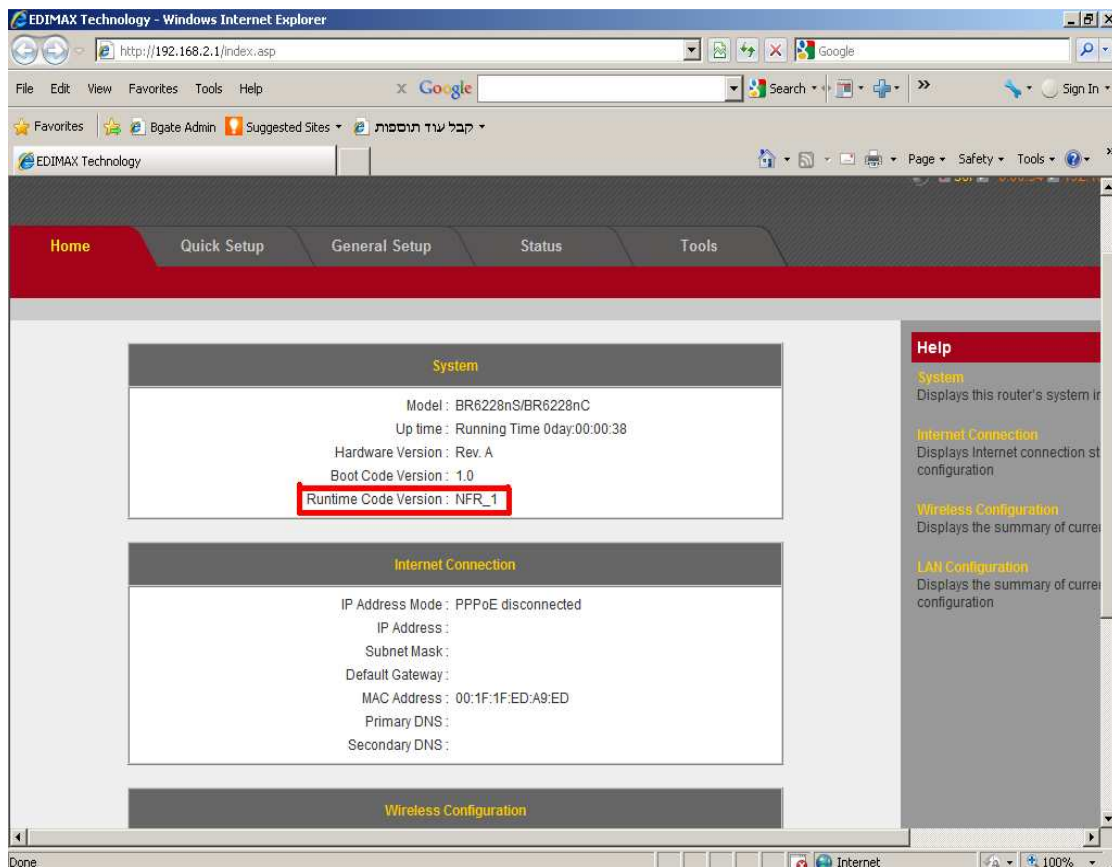 EDIMAX Technology - Windows Internet Explorer
http://192.168.2.1/index.asp
Google
File Edit View Favorites Tools Help
x Google
Search
Sign In
Favorites
Bgate Admin
Suggested Sites
קבל עוד תוספות
EDIMAX Technology
Page Safety Tools
Home Quick Setup General Setup Status Tools
System
Model : BR6228nS/BR6228nC
Up time : Running Time 0day:00:00:38
Hardware Version : Rev. A
Boot Code Version : 1.0
Runtime Code Version : NFR_1
Internet Connection
IP Address Mode : PPPoE disconnected
IP Address :
Subnet Mask :
Default Gateway :
MAC Address : 00:1F:1F:ED:A9:ED
Primary DNS :
Secondary DNS :
Wireless Configuration
Help
System
Displays this router's system
Internet Connection
Displays Internet connection
configuration
Wireless Configuration
Displays the summary of
LAN Configuration
Displays the summary of
configuration
Done
Internet
100%